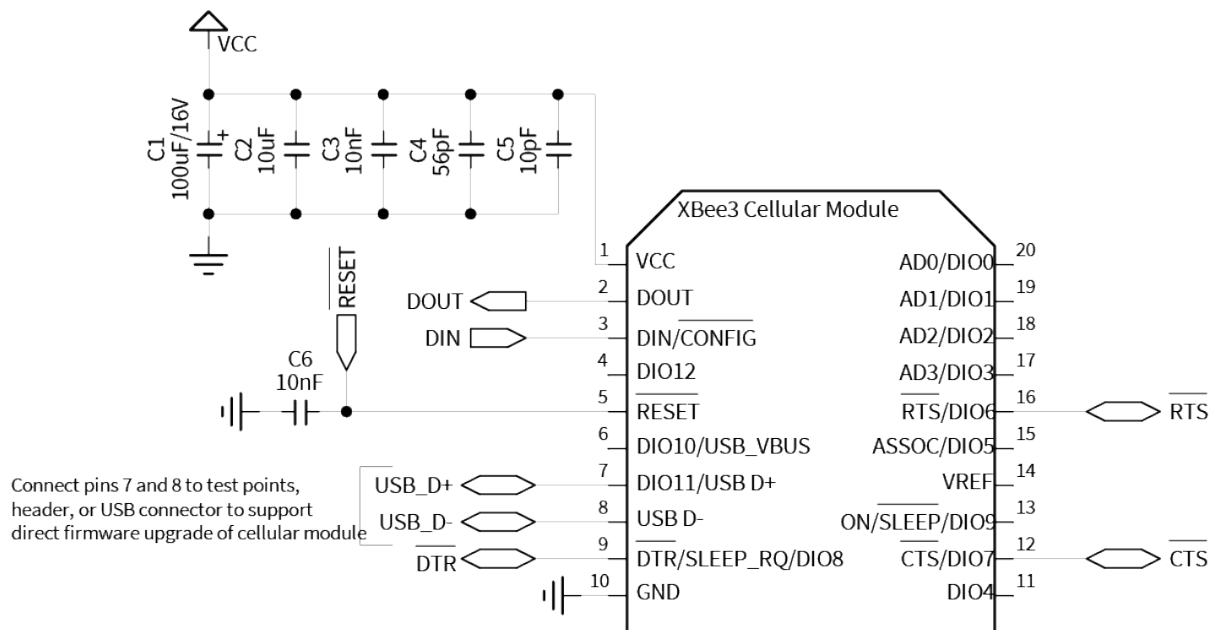 VCC
C1
100uF/16V
+
C2
10uF
C3
10nF
C4
56pF
C5
10pF
XBee3 Cellular Module
1
VCC
AD0/DIO0
20
RESET
DOUT
2
DOUT
AD1/DIO1
19
DIN
3
DIN/CONFIG
AD2/DIO2
18
4
DIO12
AD3/DIO3
17
C6
10nF
5
RESET
RTS/DIO6
16
RTS
6
DIO10/USB_VBUS
ASSOC/DIO5
15
Connect pins 7 and 8 to test points,
header, or USB connector to support
direct firmware upgrade of cellular module
USB_D+
7
DIO11/USB D+
VREF
14
USB_D-
8
USB D-
ON/SLEEP/DIO9
13
DTR
9
DTR/SLEEP_RQ/DIO8
CTS/DIO7
12
CTS
10
GND
DIO4
11